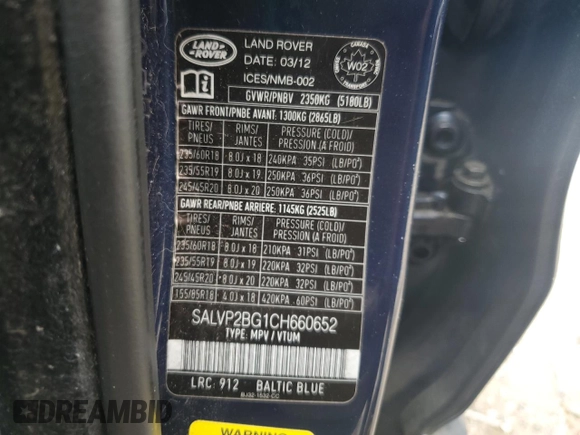 LAND ROVER
LAND ROVER
DATE: 03/12
ICES/NMB-002
CANADA
W02
TRANSPORT
GVWR/PNBV 2350KG (5180LB)
GAWR FRONT/PNBE AVANT: 1300KG (2865LB)
TIRES/ PNEUS RIMS/ JANTES PRESSURE (COLD)/ PRESSION(A FROID)
235/60R18 8.0J x 18 240KPA 35PSI (LB/PO²)
235/55R19 8.0J x 19 250KPA 36PSI (LB/PO²)
245/45R20 8.0J x 20 250KPA 36PSI (LB/PO²)
GAWR REAR/PNBE ARRIERE: 1145KG (2525LB)
TIRES/ PNEUS RIMS/ JANTES PRESSURE (COLD)/ PRESSION(A FROID)
235/60R18 8.0J x 18 210KPA 31PSI (LB/PO²)
235/55R19 8.0J x 19 220KPA 32PSI (LB/PO²)
245/45R20 8.0J x 20 220KPA 32PSI (LB/PO²)
155/85R18 4.0J x 18 420KPA 60PSI (LB/PO²)
SALVP2BG1CH660652
TYPE: MPV / VTUM
LRC: 912 BALTIC BLUE
WARNING
DREAMBID